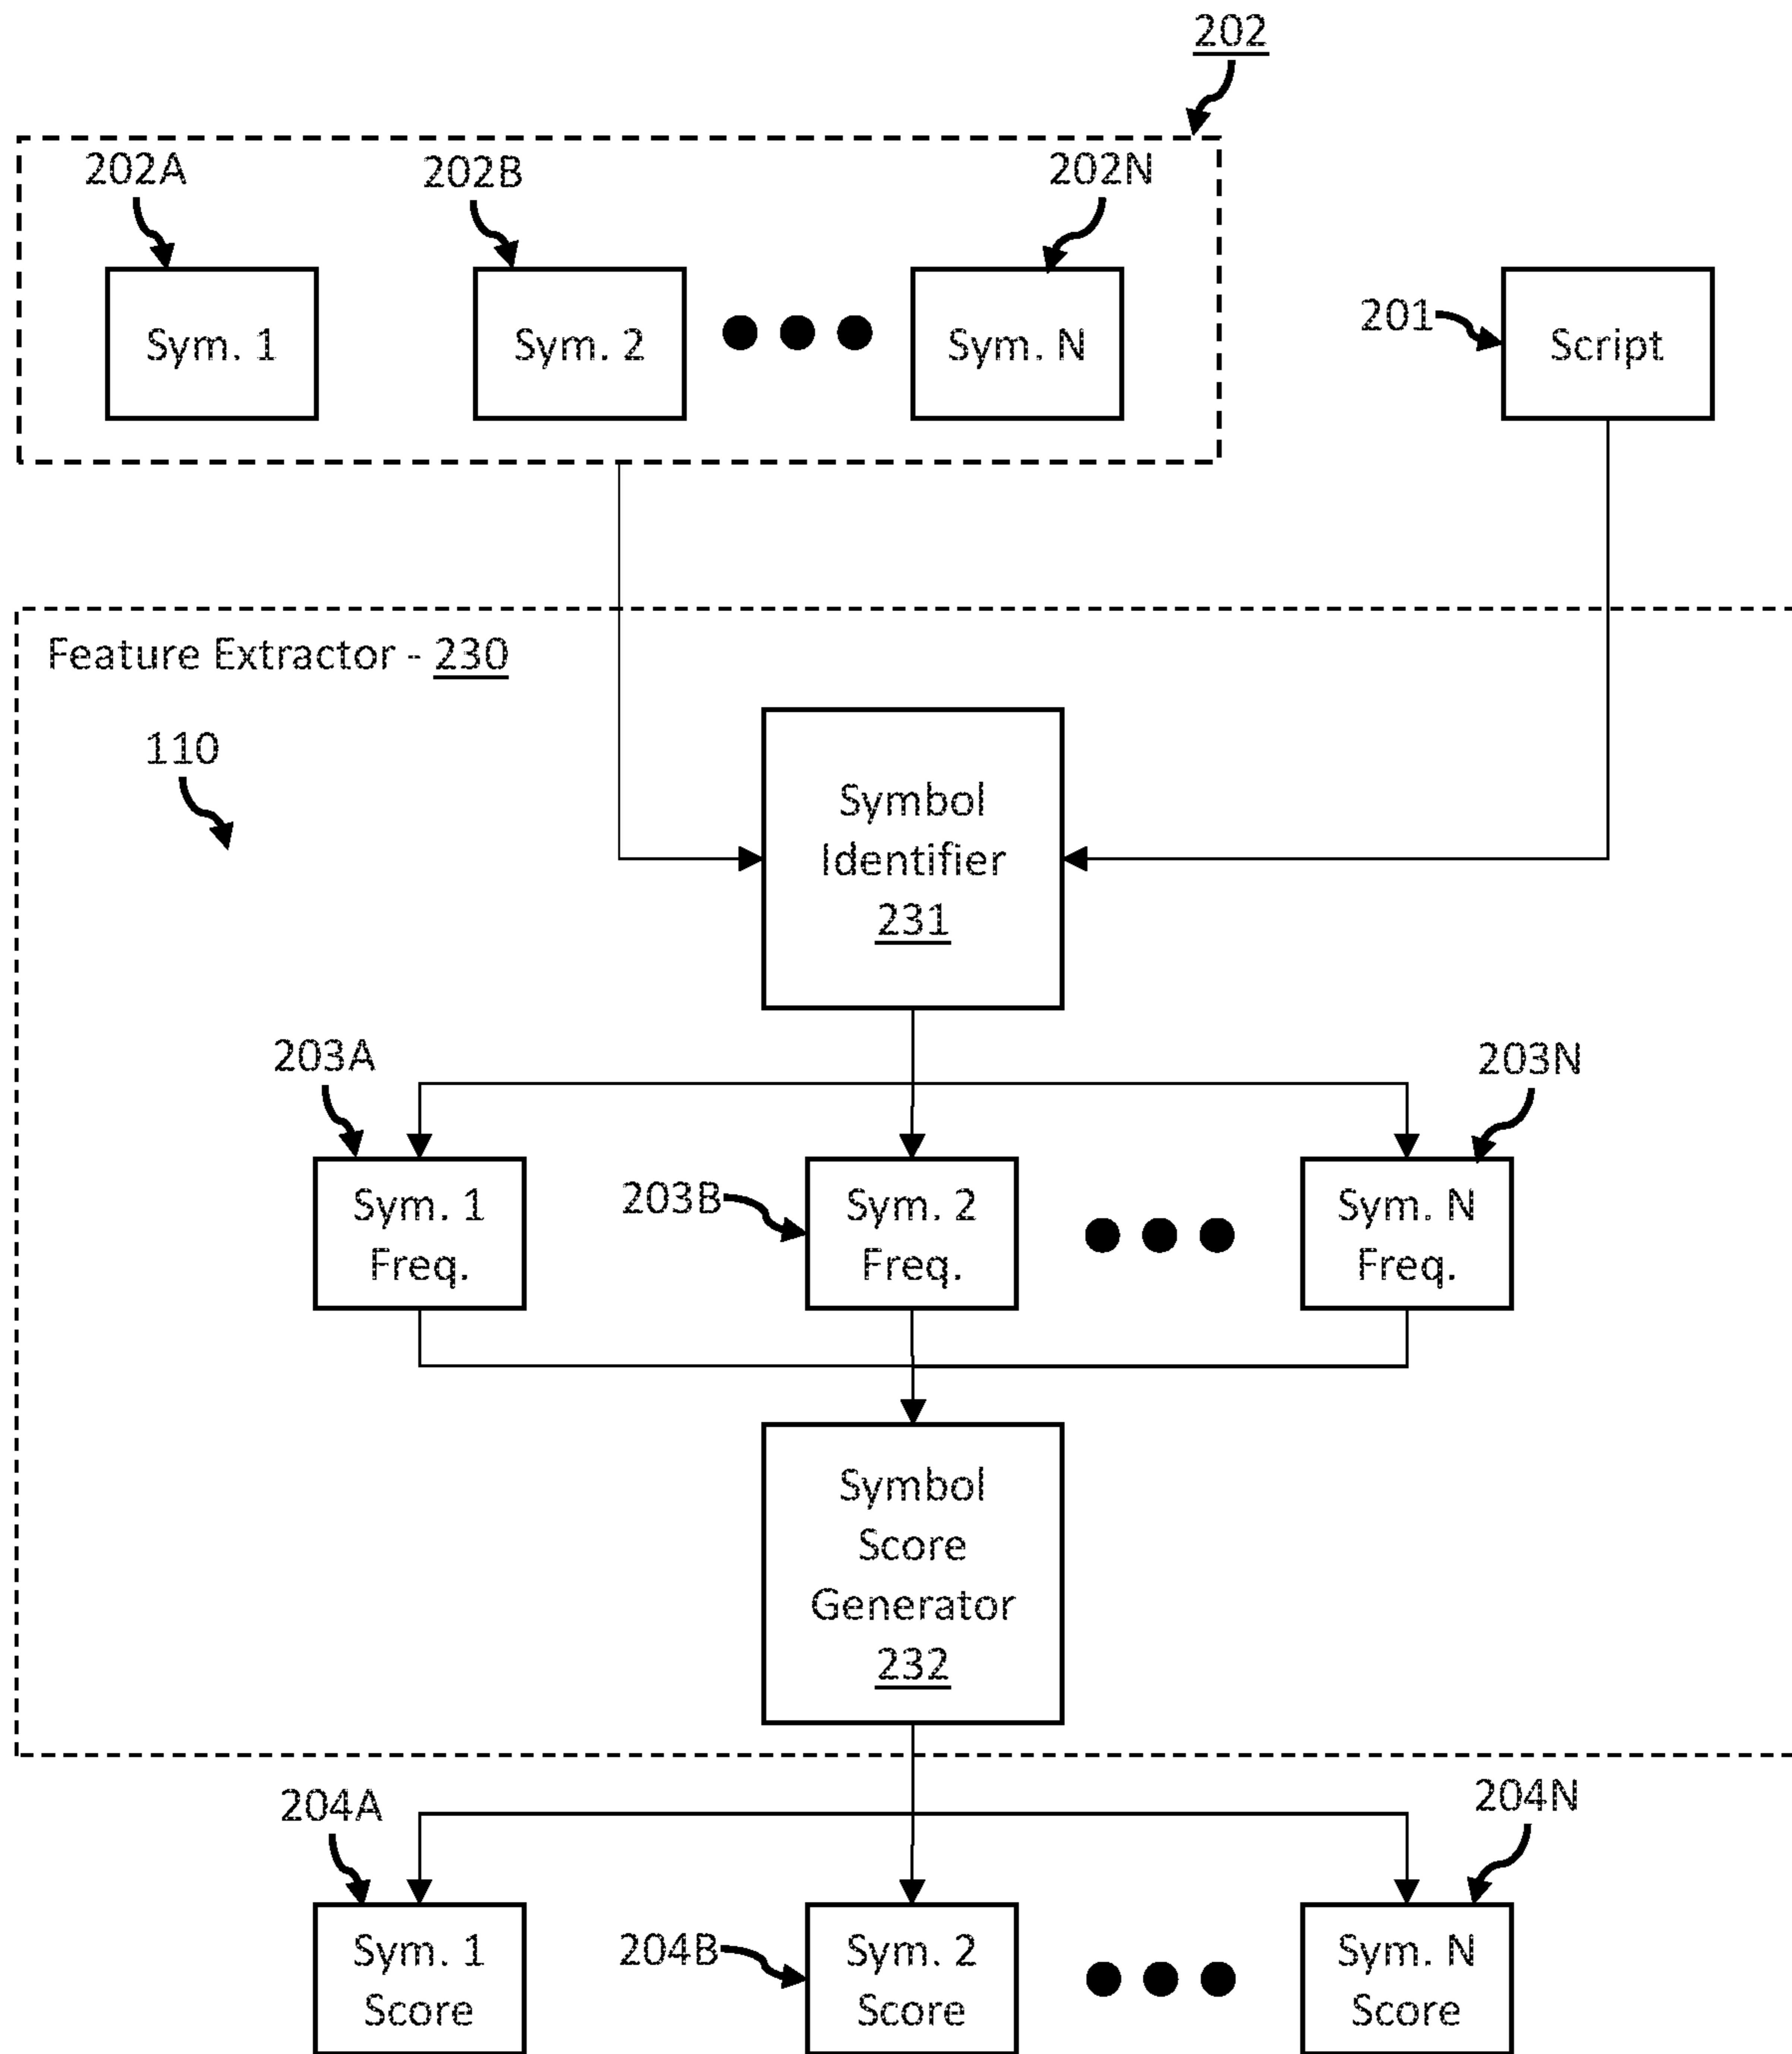 202
202A
202B
202N
Sym. 1
Sym. 2
Sym. N
201
Script
Feature Extractor - 230
110
Symbol
Identifier
231
203A
203N
203B
Sym. 1
Freq.
Sym. 2
Freq.
Sym. N
Freq.
Symbol
Score
Generator
232
204A
204N
204B
Sym. 1
Score
Sym. 2
Score
Sym. N
Score